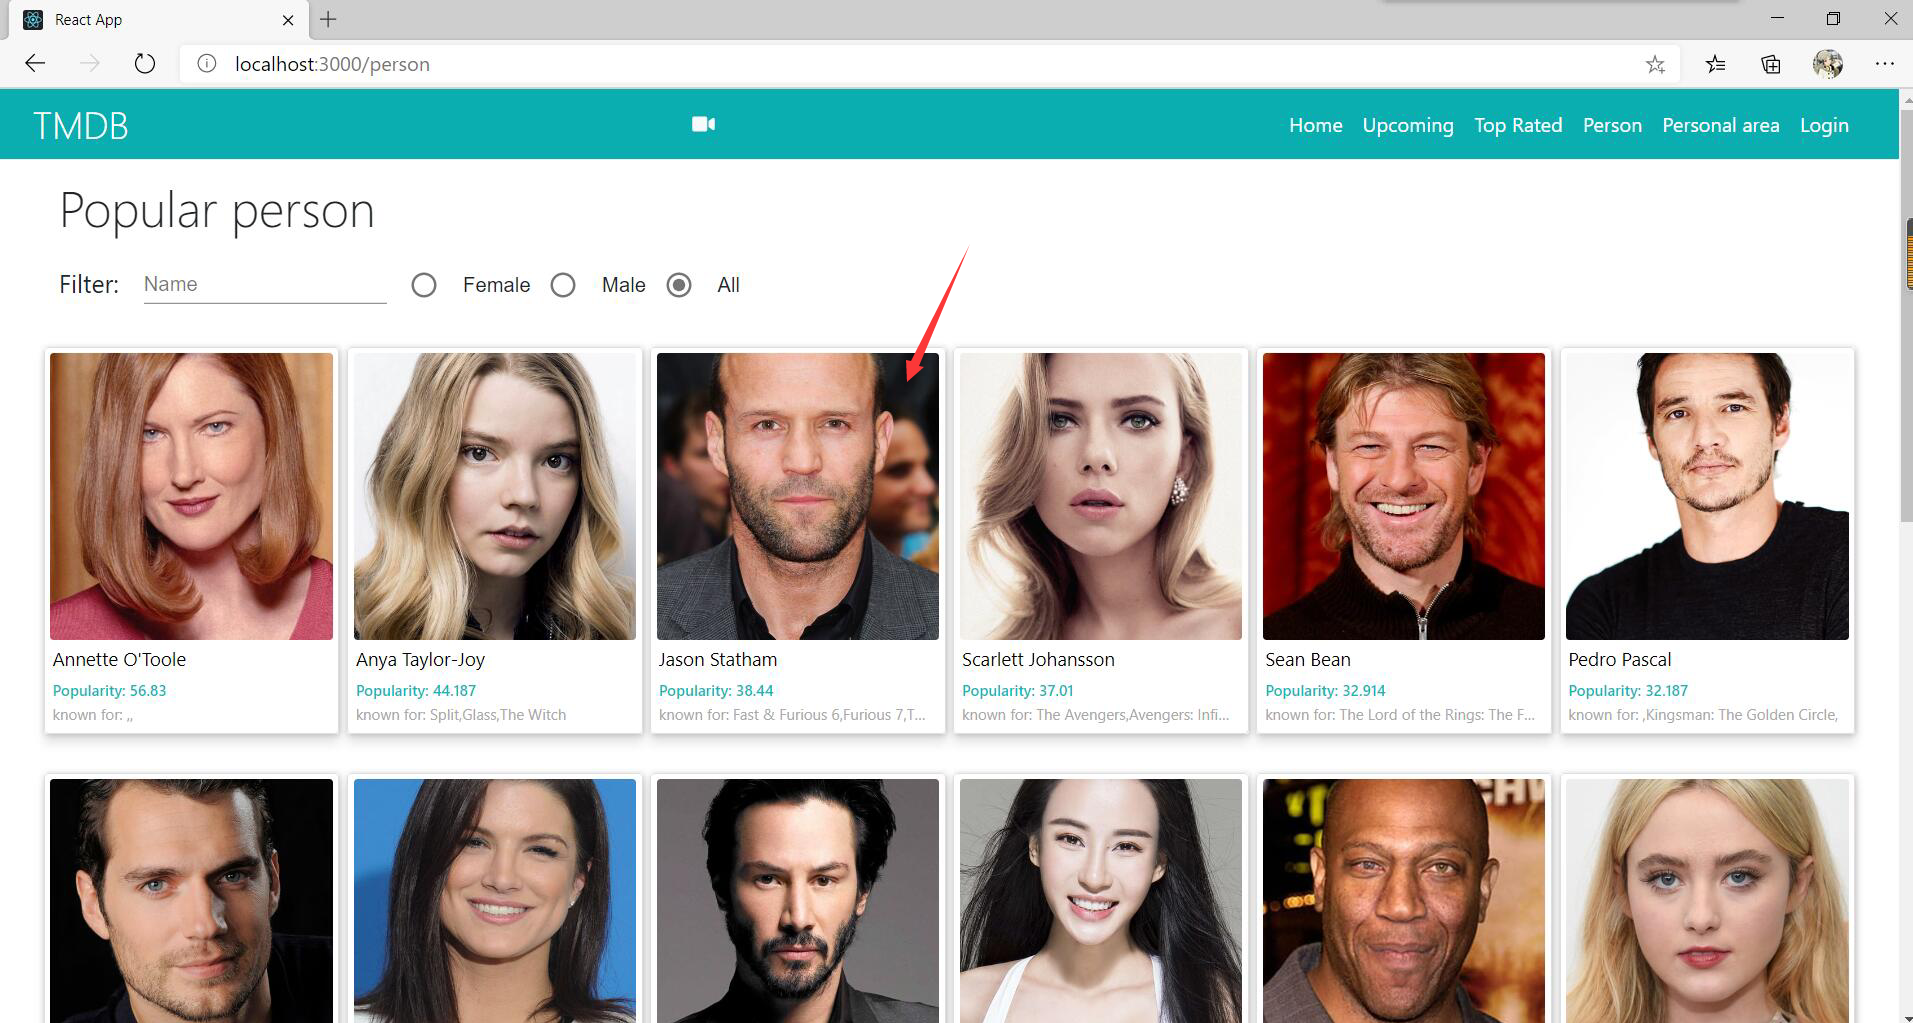 React App
localhost:3000/person
TMDB
Home Upcoming Top Rated Person Personal area Login
Popular person
Filter: Name Female Male All
Annette O'Toole
Popularity: 56.83
known for: ,,
Anya Taylor-Joy
Popularity: 44.187
known for: Split,Glass,The Witch
Jason Statham
Popularity: 38.44
known for: Fast & Furious 6,Furious 7,T...
Scarlett Johansson
Popularity: 37.01
known for: The Avengers,Avengers: Infi...
Sean Bean
Popularity: 32.914
known for: The Lord of the Rings: The F...
Pedro Pascal
Popularity: 32.187
known for: ,Kingsman: The Golden Circle,